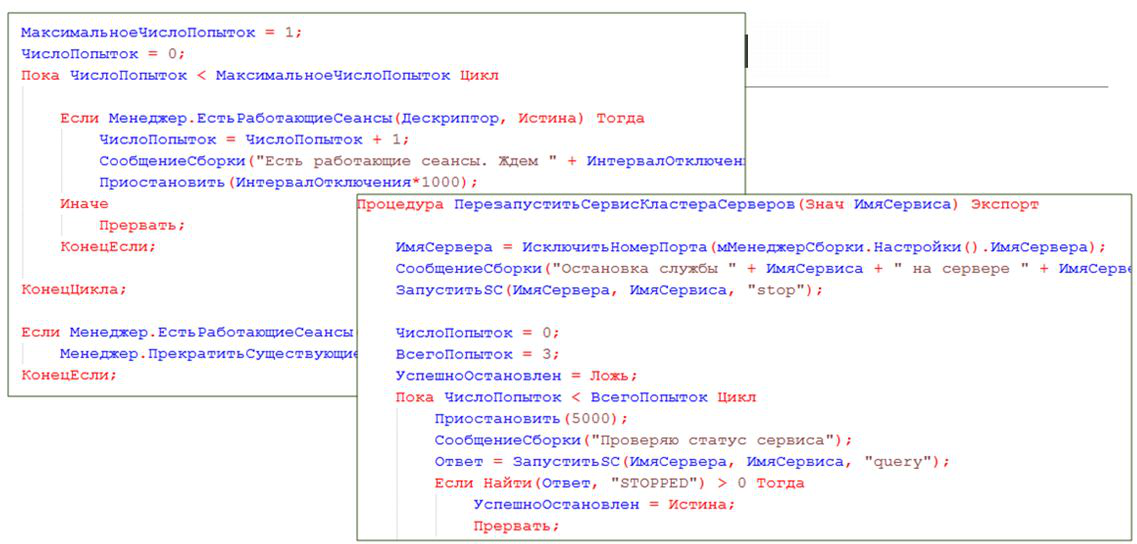 МаксимальноеЧислоПопыток = 1;
ЧислоПопыток = 0;
Пока ЧислоПопыток < МаксимальноеЧислоПопыток Цикл
Если Менеджер.ЕстьРаботающиеСеансы(Дескриптор, Истина) Тогда
ЧислоПопыток = ЧислоПопыток + 1;
СообщениеСборки("Есть работающие сеансы. Ждем " + ИнтервалОтключен
Приостановить(ИнтервалОтключения*1000);
Иначе
Прервать;
КонецЕсли;
КонецЦикла;
Если Менеджер.ЕстьРаботающиеСеансы
Менеджер.ПрекратитьСуществующие
КонецЕсли;
Процедура ПерезапуститьСервисКластераСерверов(Знач ИмяСервиса) Экспорт
ИмяСервера = ИсключитьНомерПорта(мМенеджерСборки.Настройки().ИмяСервера);
СообщениеСборки("Остановка службы " + ИмяСервиса + " на сервере " + ИмяСерве
ЗапуститьSC(ИмяСервера, ИмяСервиса, "stop");
ЧислоПопыток = 0;
ВсегоПопыток = 3;
УспешноОстановлен = Ложь;
Пока ЧислоПопыток < ВсегоПопыток Цикл
Приостановить(5000);
СообщениеСборки("Проверяю статус сервиса");
Ответ = ЗапуститьSC(ИмяСервера, ИмяСервиса, "query");
Если Найти(Ответ, "STOPPED") > 0 Тогда
УспешноОстановлен = Истина;
Прервать;